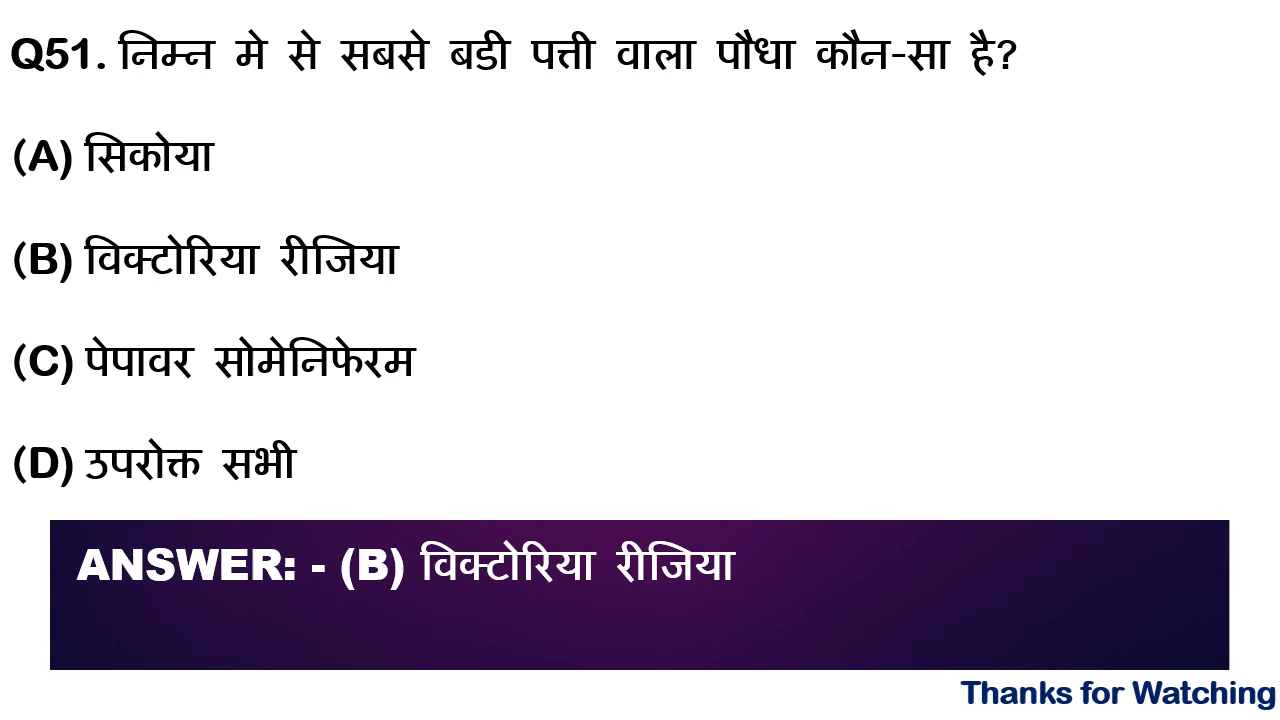 Q51. निम्न मे से सबसे बडी पत्ती वाला पौधा कौन-सा है?
(A) सिकोया
(B) विक्टोरिया रीजिया
(C) पेपावर सोमेनिफेरम
(D) उपरोक्त सभी
ANSWER: - (B) विक्टोरिया रीजिया
Thanks for Watching